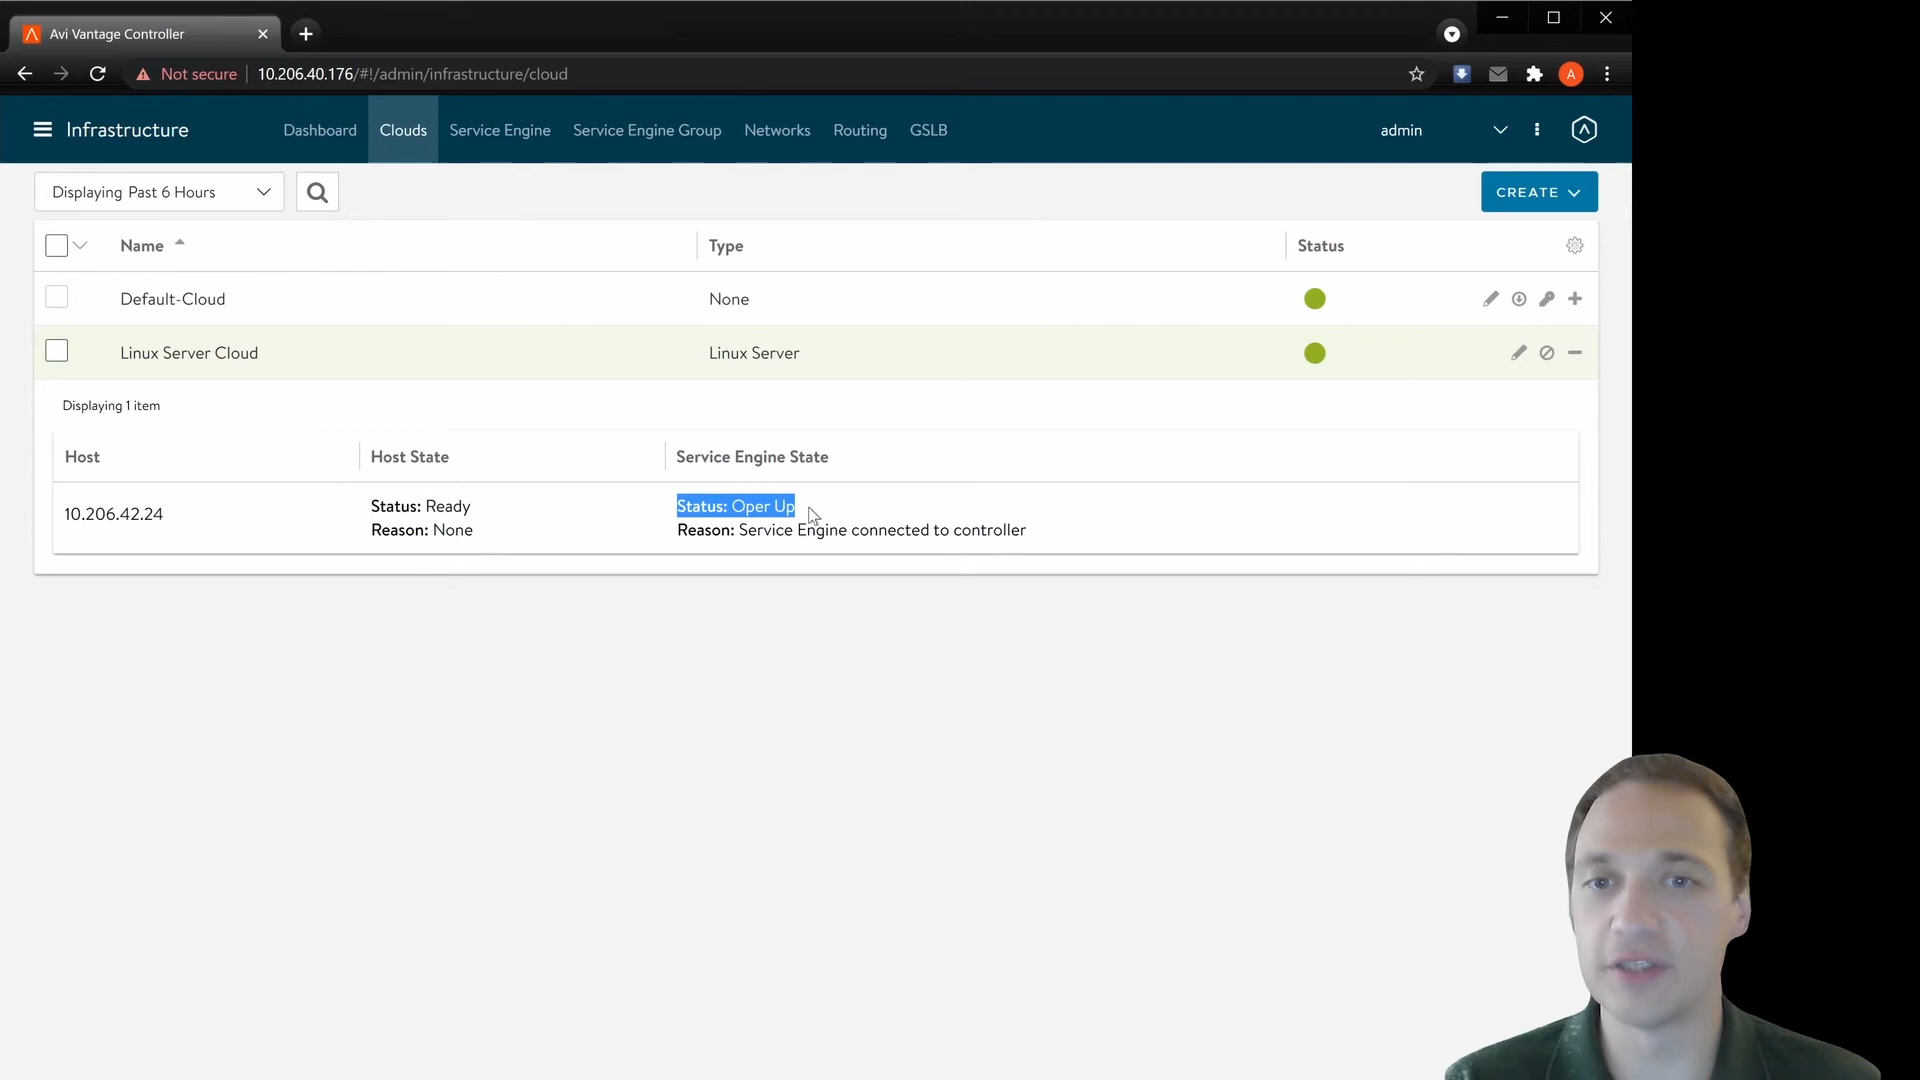 Avi Vantage Controller
Not secure
10.206.40.176/#!/admin/infrastructure/cloud
A
Infrastructure
Dashboard
Clouds
Service Engine
Service Engine Group
Networks
Routing
GSLB
admin
Displaying Past 6 Hours
CREATE
Name
Type
Status
Default-Cloud
None
Linux Server Cloud
Linux Server
Displaying 1 item
Host
Host State
Service Engine State
10.206.42.24
Status: Ready
Reason: None
Status: Oper Up
Reason: Service Engine connected to controller